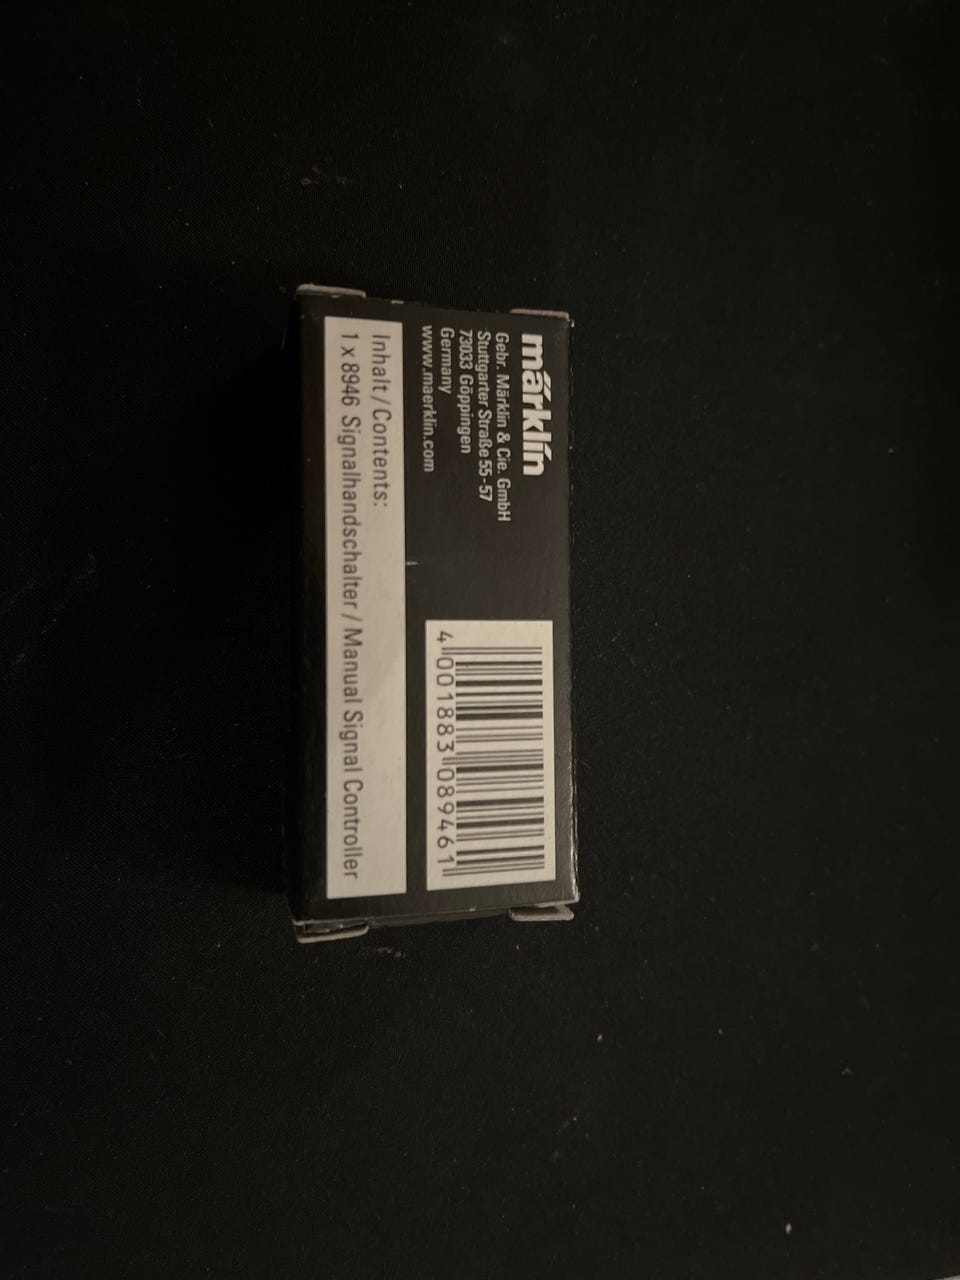 märklín
Gebr. Märklin & Cie. GmbH
Stuttgarter Straße 55-57
73033 Göppingen
Germany
www.maerklin.com
4 001883 089461
Inhalt / Contents:
1 x 8946 Signalhandschalter / Manual Signal Controller